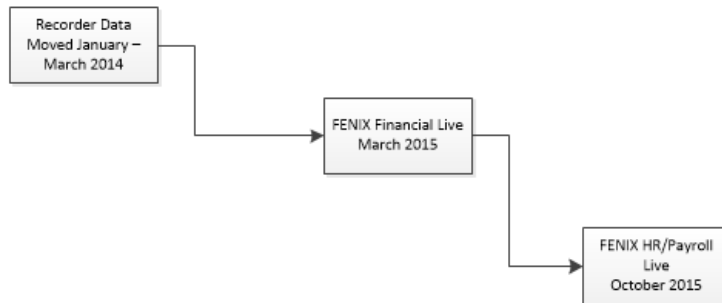 Recorder Data
Moved January –
March 2014
FENIX Financial Live
March 2015
FENIX HR/Payroll
Live
October 2015